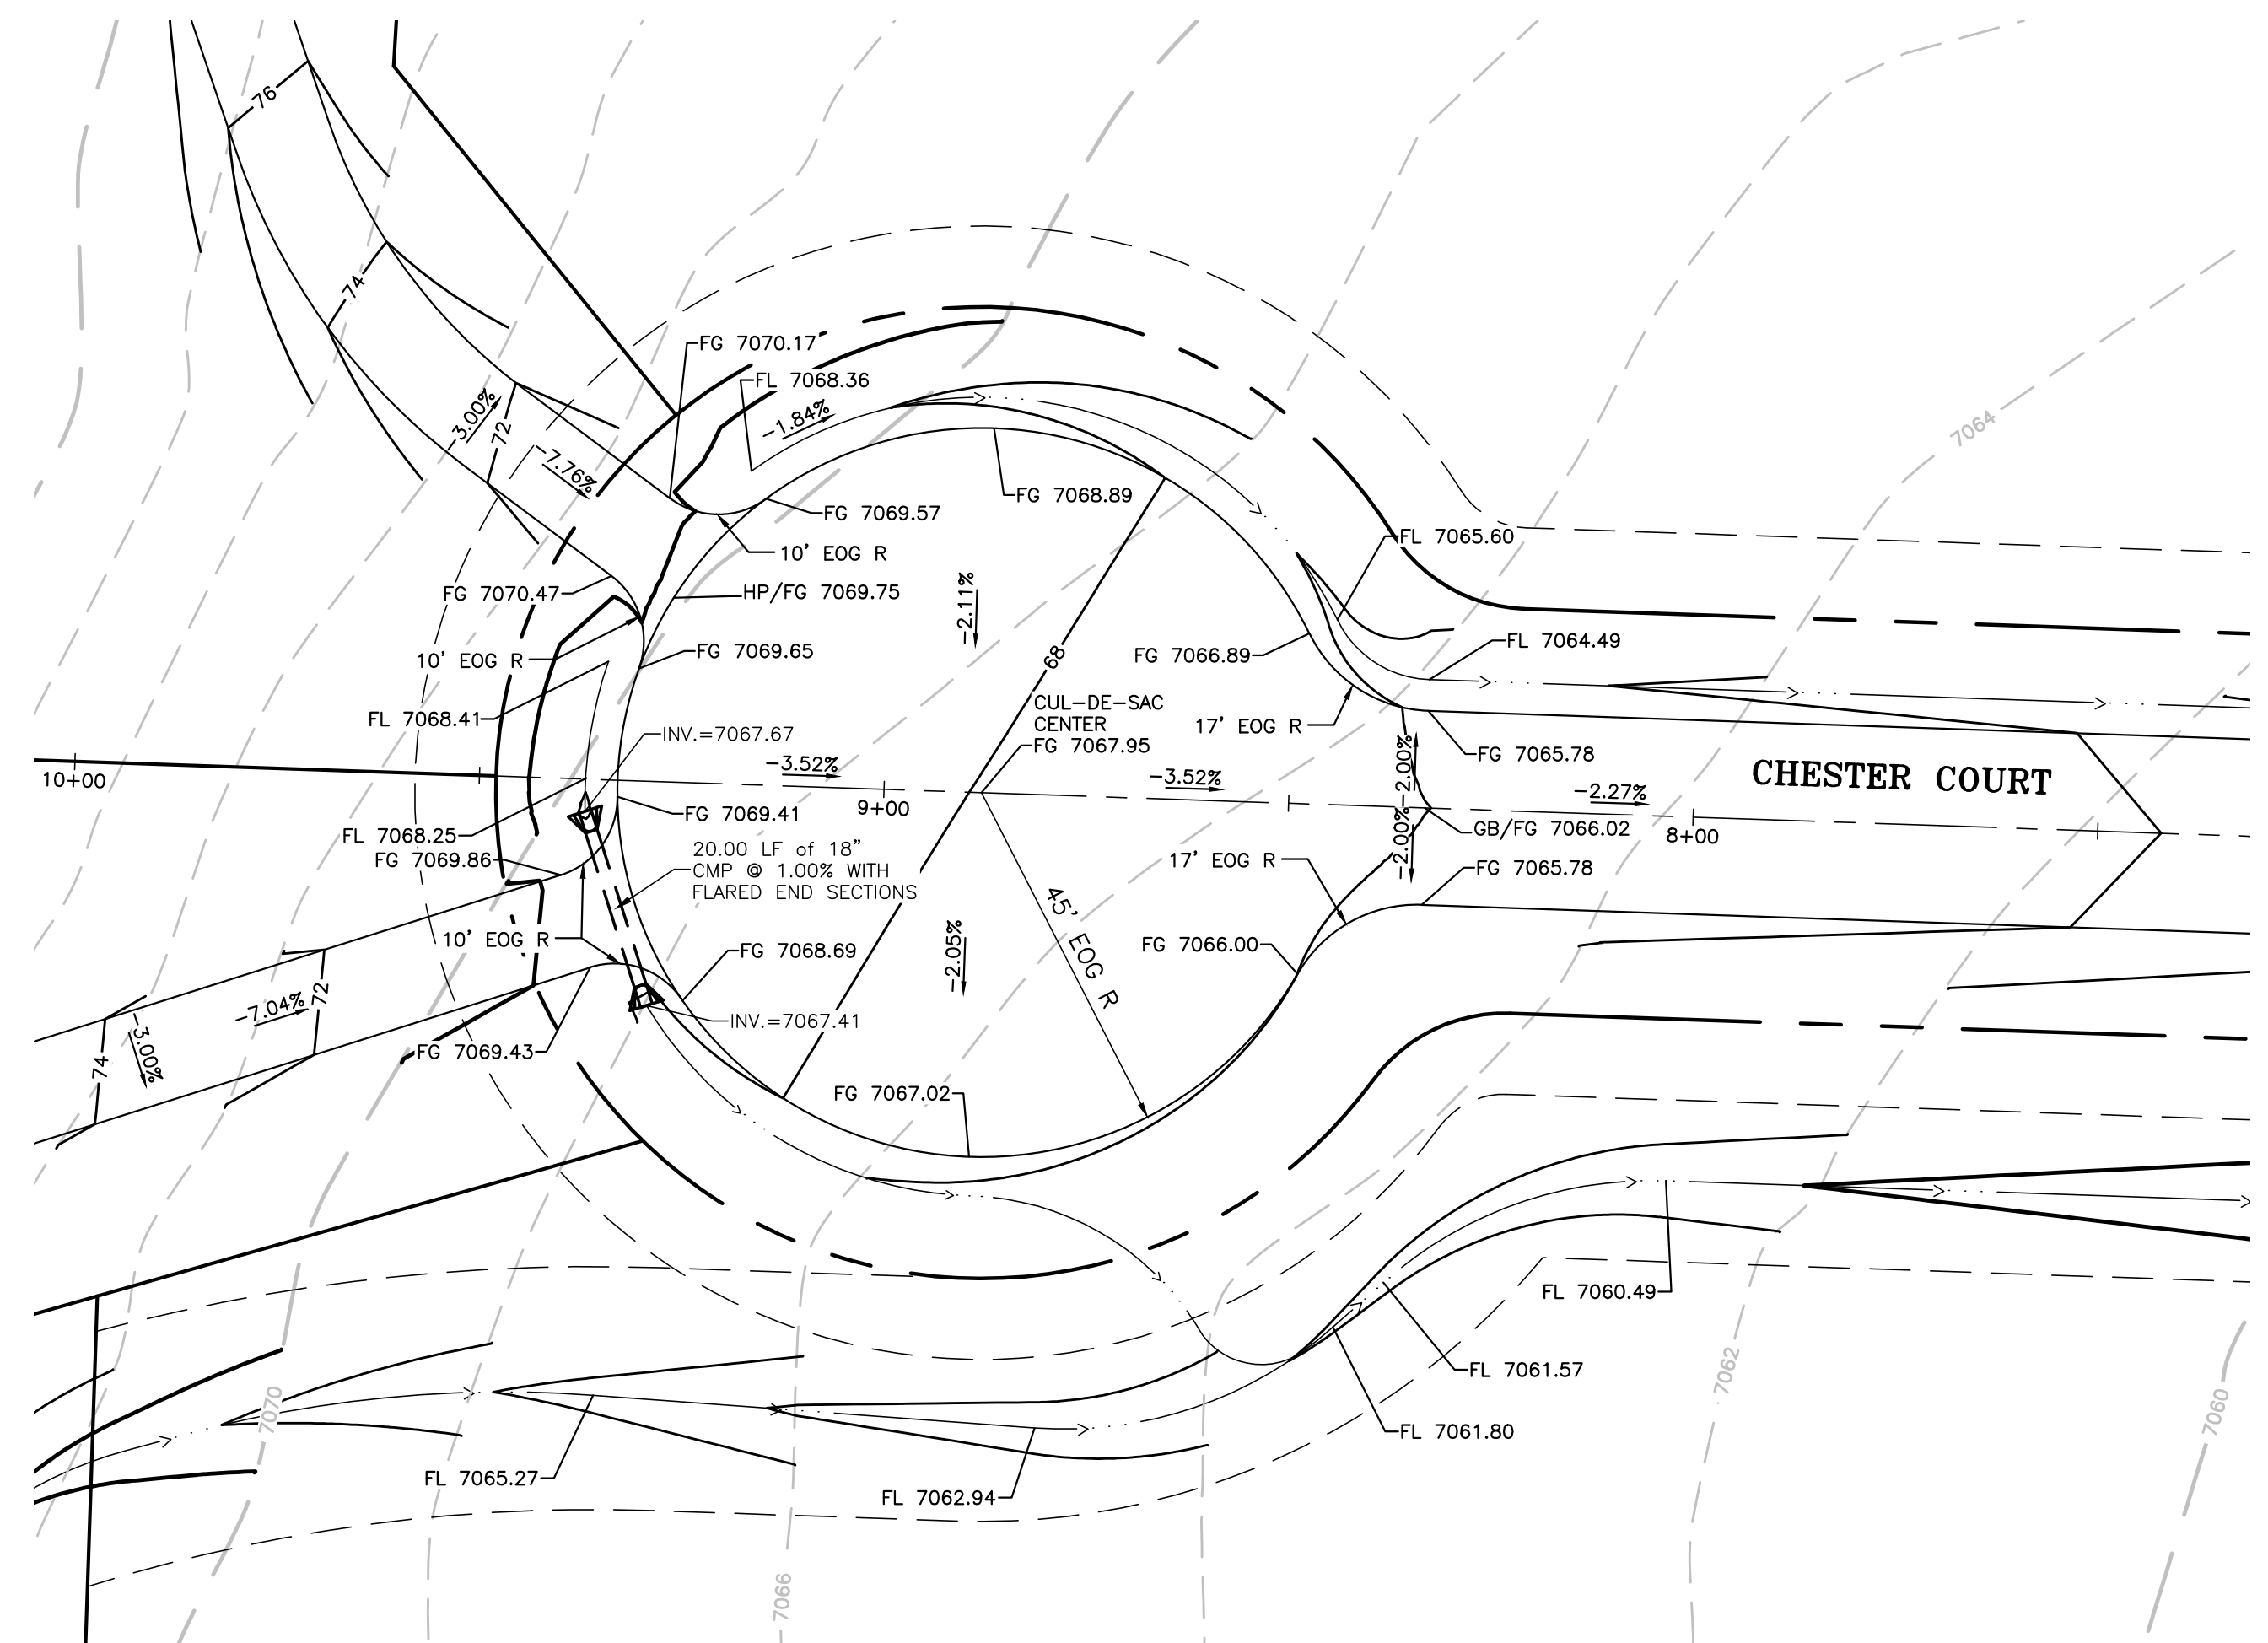 76
74
FG 7070.17
FL 7068.36
-1.84%
3.00%
72
-7.76%
7064
FG 7068.89
FG 7069.57
FL 7065.60
10' EOG R
FG 7070.47
HP/FG 7069.75
-2.11%
FG 7069.65
10' EOG R
FG 7066.89
FL 7064.49
68
CUL-DE-SAC
CENTER
FG 7067.95
17' EOG R
FL 7068.41
INV.=7067.67
FG 7065.78
-2.00%
-3.52%
-3.52%
-2.27%
CHESTER COURT
10+00
9+00
8+00
FG 7069.41
FL 7068.25
GB/FG 7066.02
-2.00%
FG 7069.86
20.00 LF of 18"
CMP @ 1.00% WITH
FLARED END SECTIONS
17' EOG R
FG 7065.78
45' EOG R
10' EOG R
FG 7068.69
-2.05%
FG 7066.00
72
-7.04%
-3.00%
74
INV.=7067.41
FG 7069.43
FG 7067.02
FL 7060.49
FL 7061.57
7062
7060
7070
FL 7061.80
FL 7065.27
FL 7062.94
7066